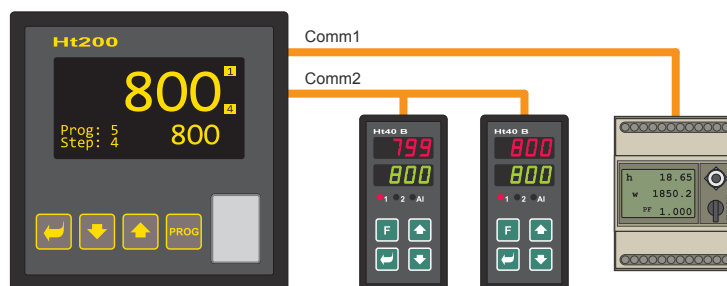 Ht200
Comm1
Comm2
800
1
4
Prog: 5
Step: 4
800
PROG
Ht40 B
799
800
1 2 AI
F
Ht40 B
800
800
1 2 AI
F
h 18.65
w 1850.2
PF 1.000